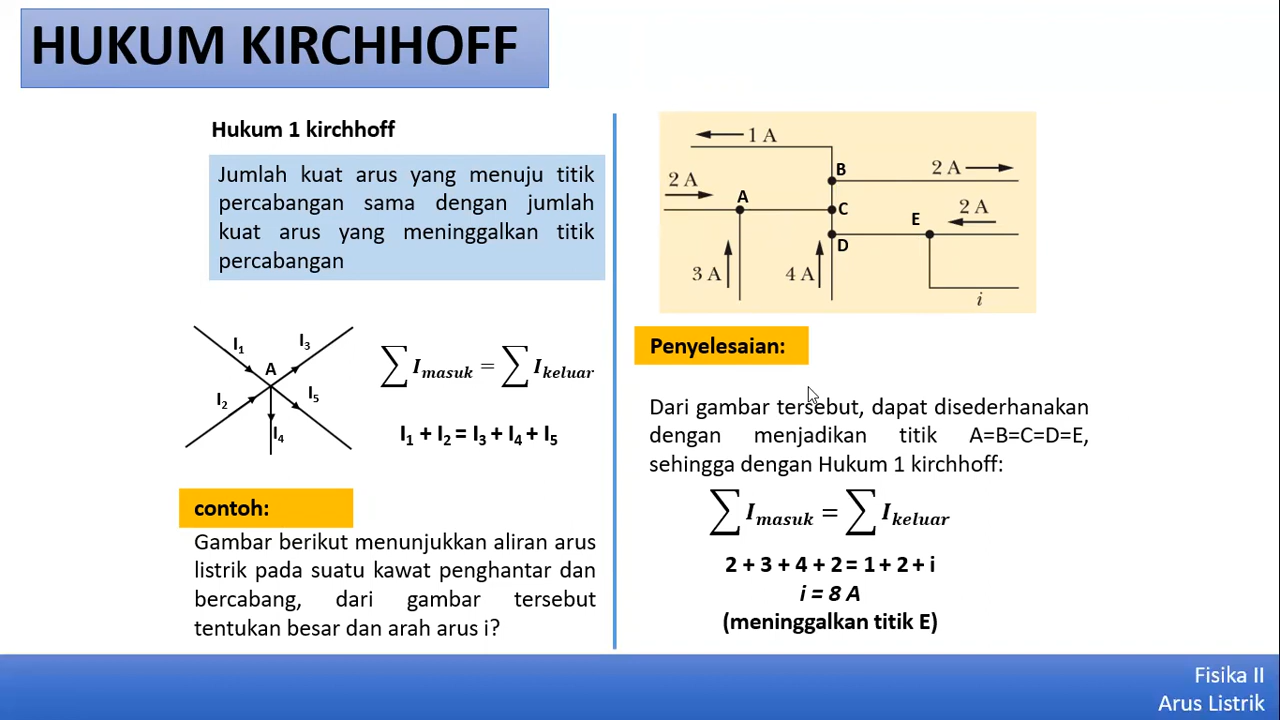 HUKUM KIRCHHOFF
Hukum 1 kirchhoff
Jumlah kuat arus yang menuju titik
percabangan sama dengan jumlah
kuat arus yang meninggalkan titik
percabangan
I₁
I₃
A
I₂
I₅
I₄
∑ I masuk = ∑ I keluar
I₁ + I₂ = I₃ + I₄ + I₅
contoh:
Gambar berikut menunjukkan aliran arus
listrik pada suatu kawat penghantar dan
bercabang, dari gambar tersebut
tentukan besar dan arah arus i?
1 A
B
2 A
2 A
A
C
E
2 A
D
3 A
4 A
i
Penyelesaian:
Dari gambar tersebut, dapat disederhanakan
dengan menjadikan titik A=B=C=D=E,
sehingga dengan Hukum 1 kirchhoff:
∑ I masuk = ∑ I keluar
2 + 3 + 4 + 2 = 1 + 2 + i
i = 8 A
(meninggalkan titik E)
Fisika II
Arus Listrik